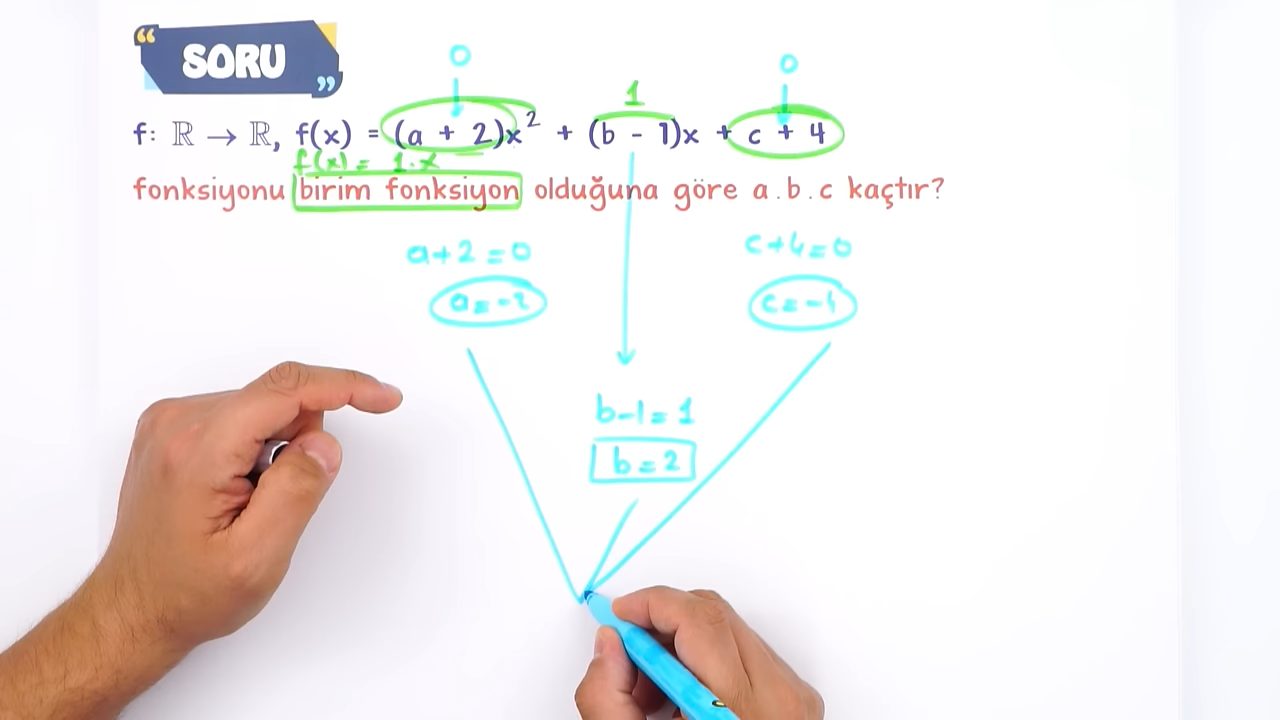 SORU
0
0
1
f: ℝ → ℝ, f(x) = (a + 2)x² + (b - 1)x + c + 4
f(x) = 1.x
fonksiyonu birim fonksiyon olduğuna göre a.b.c kaçtır?
a+2=0
c+4=0
a=-2
c=-4
b-1=1
b=2